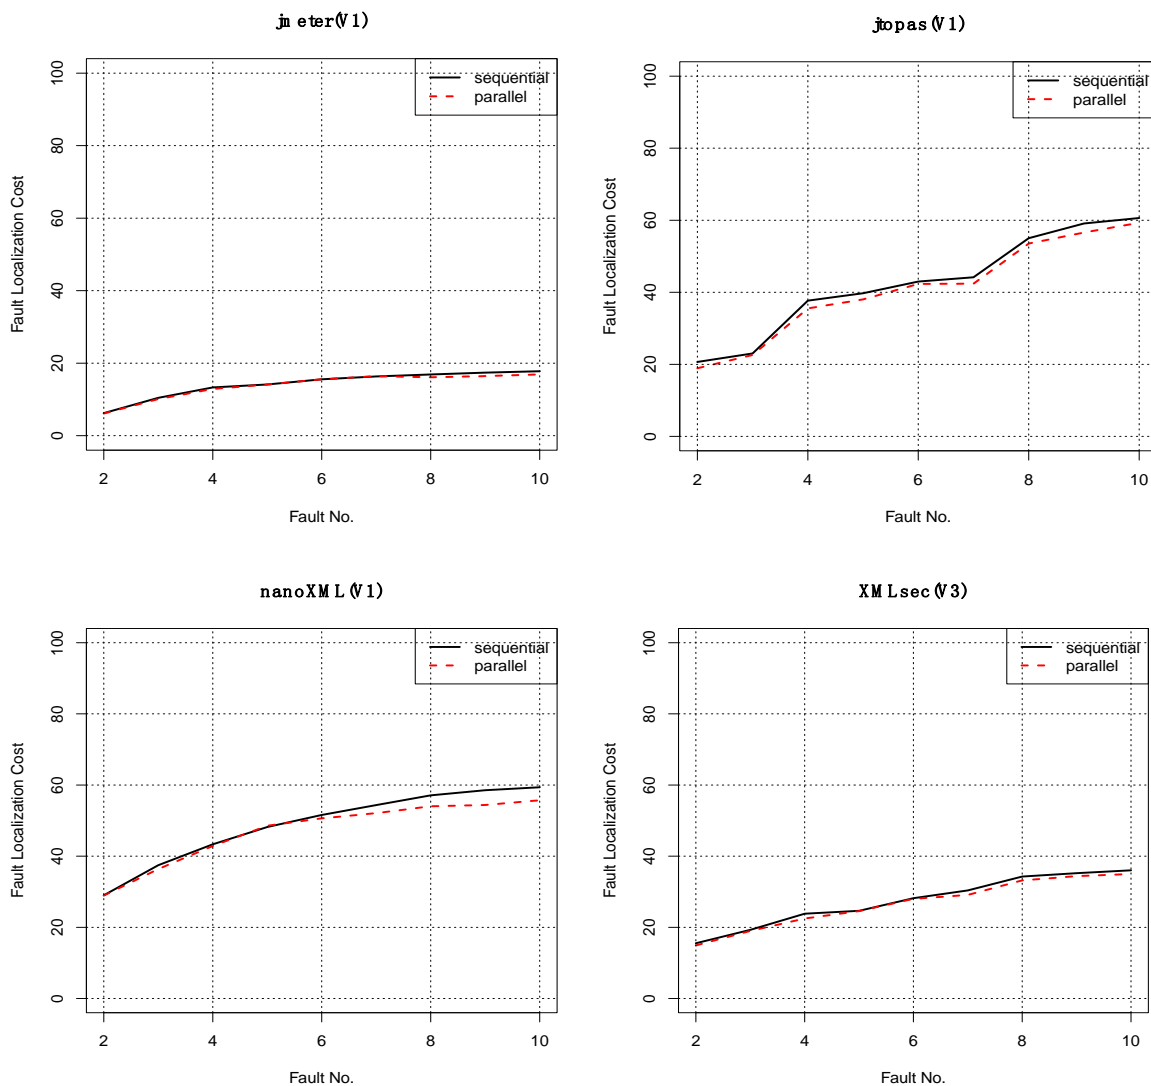 jmeter(V1)
sequential
parallel
100
80
60
40
20
0
Fault Localization Cost
2 4 6 8 10
Fault No.
jtopas(V1)
sequential
parallel
100
80
60
40
20
0
Fault Localization Cost
2 4 6 8 10
Fault No.
nanoXML(V1)
sequential
parallel
100
80
60
40
20
0
Fault Localization Cost
2 4 6 8 10
Fault No.
XMLsec(V3)
sequential
parallel
100
80
60
40
20
0
Fault Localization Cost
2 4 6 8 10
Fault No.